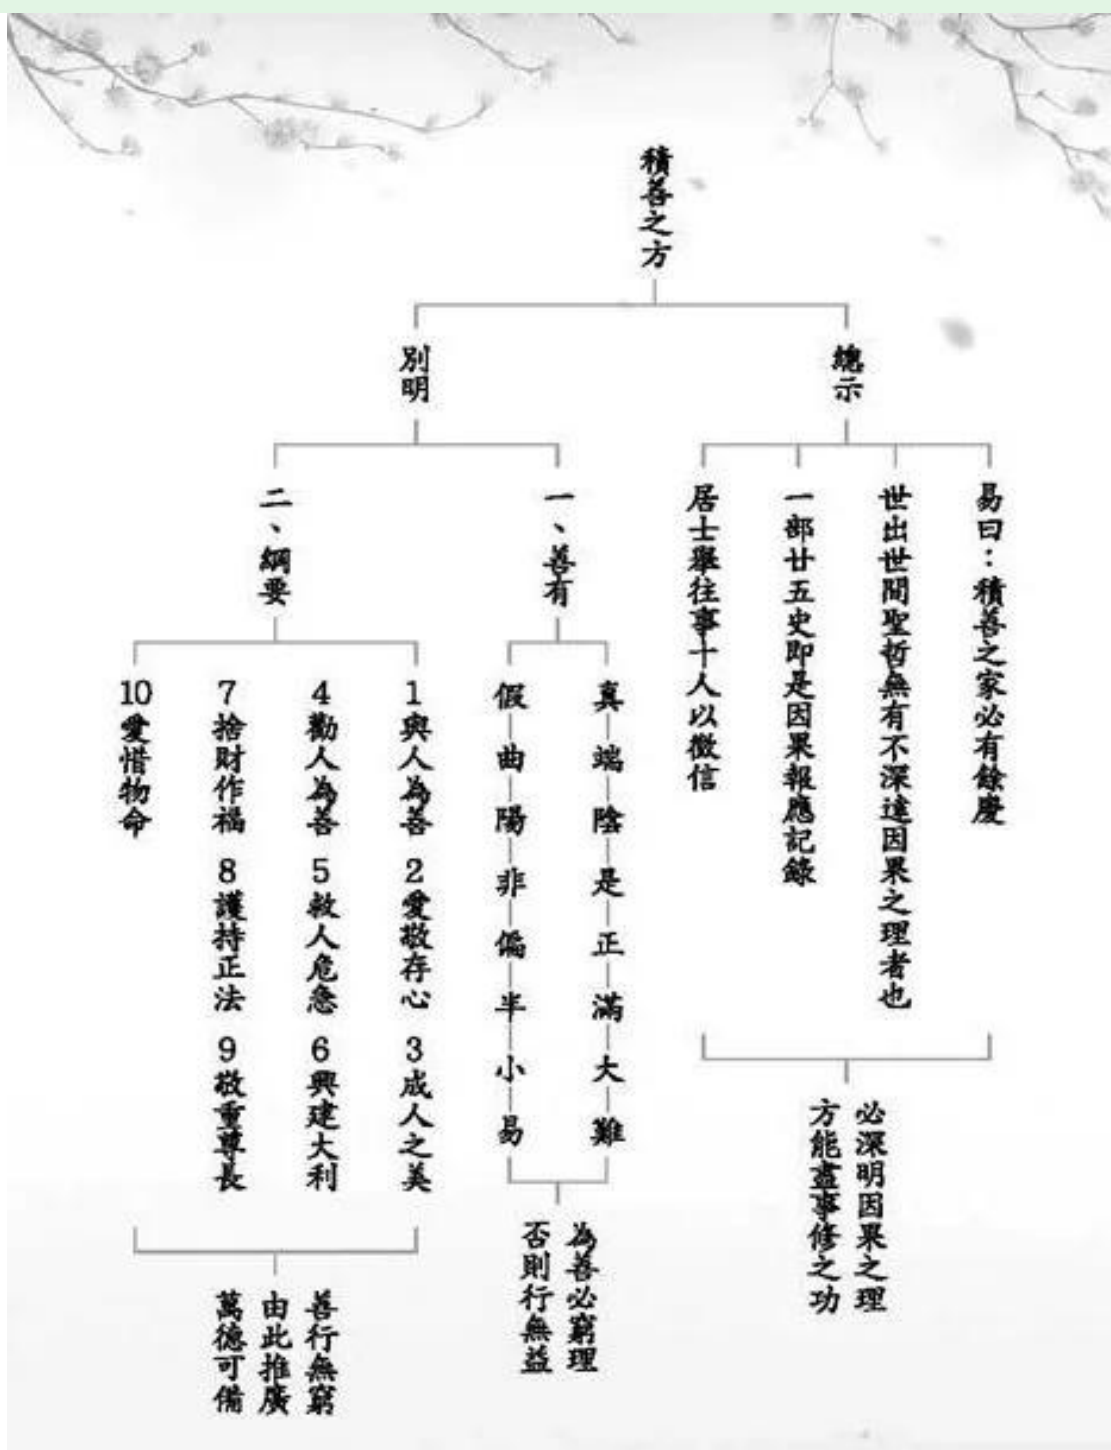 積善之方
總示
易曰：積善之家必有餘慶
世出世間聖哲無有不深達因果之理者也
一部廿五史即是因果報應記錄
居士舉往事十人以徵信
必深明因果之理
方能盡事修之功
別明
一、善有
真—端—陰—是—正—滿—大—難
假—曲—陽—非—偏—半—小—易
為善必窮理
否則行無益
二、綱要
1與人為善 2愛敬存心 3成人之美
4勸人為善 5救人危急 6興建大利
7捨財作福 8護持正法 9敬重尊長
10愛惜物命
善行無窮
由此推廣
萬德可備